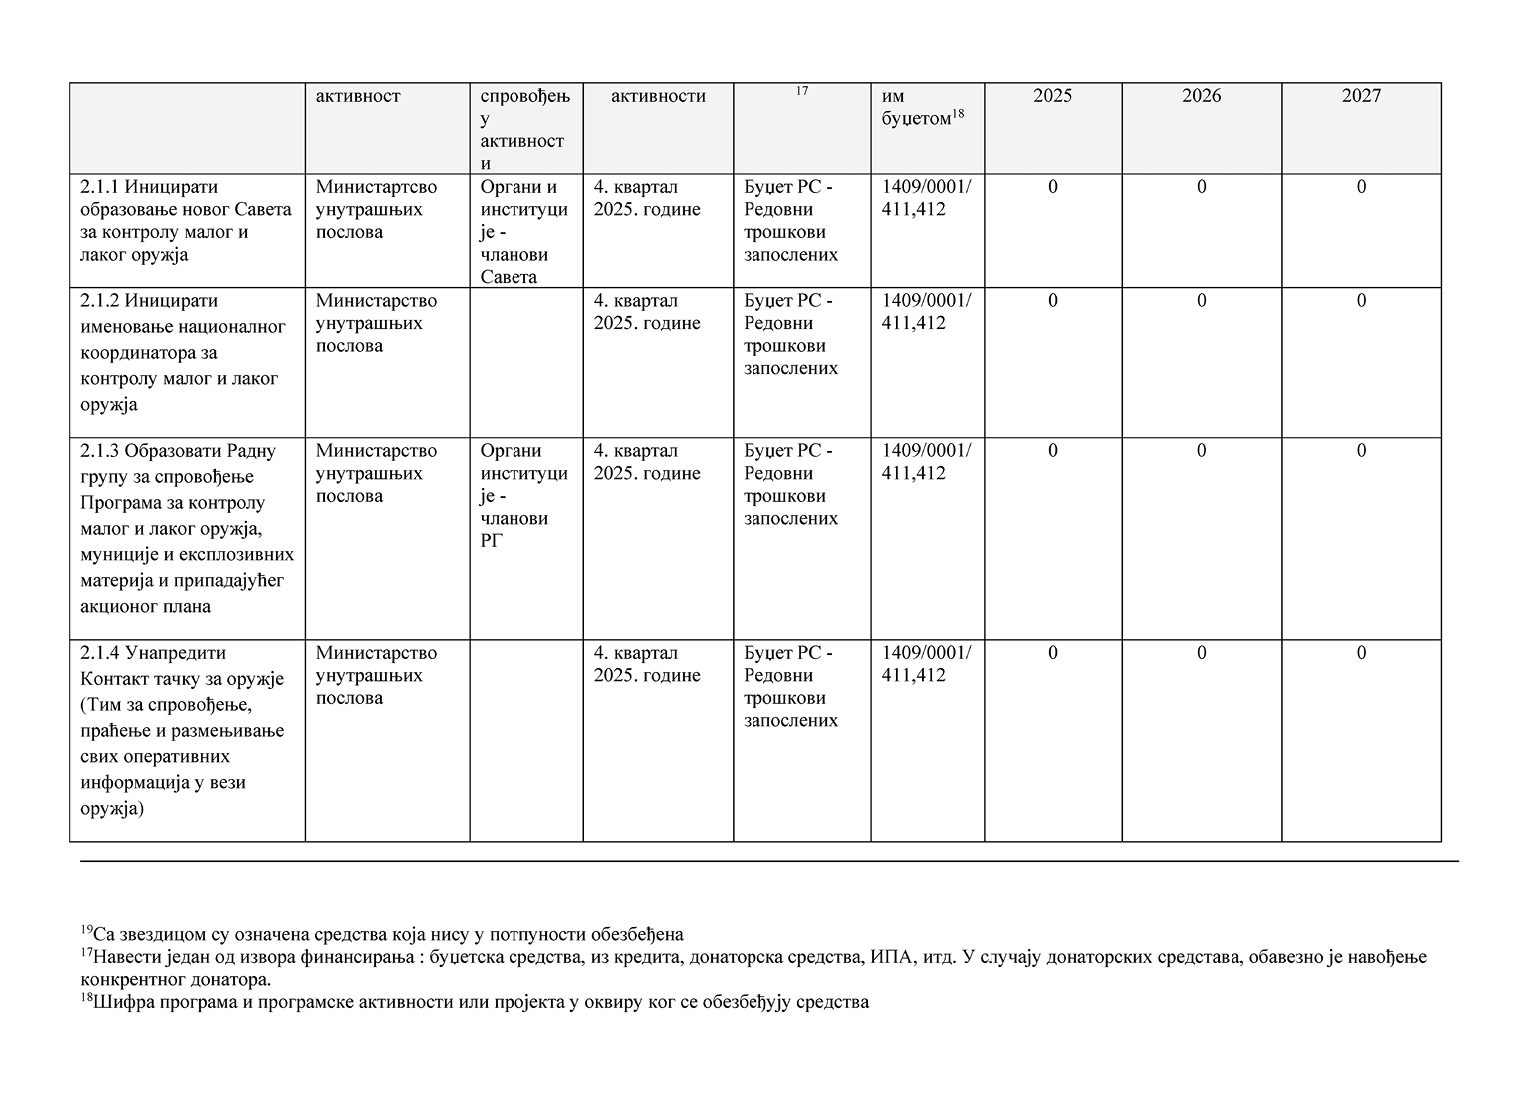 активност
спровођењ
у
активност
и
активности
17
им
буџетом18
2025
2026
2027
2.1.1 Иницирати
образовање новог Савета
за контролу малог и
лаког оружја
Министартсво
унутрашњих
послова
Органи и
институци
је -
чланови
Савета
4. квартал
2025. године
Буџет РС -
Редовни
трошкови
запослених
1409/0001/
411,412
0
0
0
2.1.2 Иницирати
именовање националног
координатора за
контролу малог и лаког
оружја
Министарство
унутрашњих
послова
4. квартал
2025. године
Буџет РС -
Редовни
трошкови
запослених
1409/0001/
411,412
0
0
0
2.1.3 Образовати Радну
групу за спровођење
Програма за контролу
малог и лаког оружја,
муниције и експлозивних
материја и припадајућег
акционог плана
Министарство
унутрашњих
послова
Органи
институци
је -
чланови
РГ
4. квартал
2025. године
Буџет РС -
Редовни
трошкови
запослених
1409/0001/
411,412
0
0
0
2.1.4 Унапредити
Контакт тачку за оружје
(Тим за спровођење,
праћење и размењивање
свих оперативних
информација у вези
оружја)
Министарство
унутрашњих
послова
4. квартал
2025. године
Буџет РС -
Редовни
трошкови
запослених
1409/0001/
411,412
0
0
0
19Са звездицом су означена средства која нису у потпуности обезбеђена
17Навести један од извора финансирања : буџетска средства, из кредита, донаторска средства, ИПА, итд. У случају донаторских средстава, обавезно је навођење
конкретног донатора.
18Шифра програма и програмске активности или пројекта у оквиру ког се обезбеђују средства